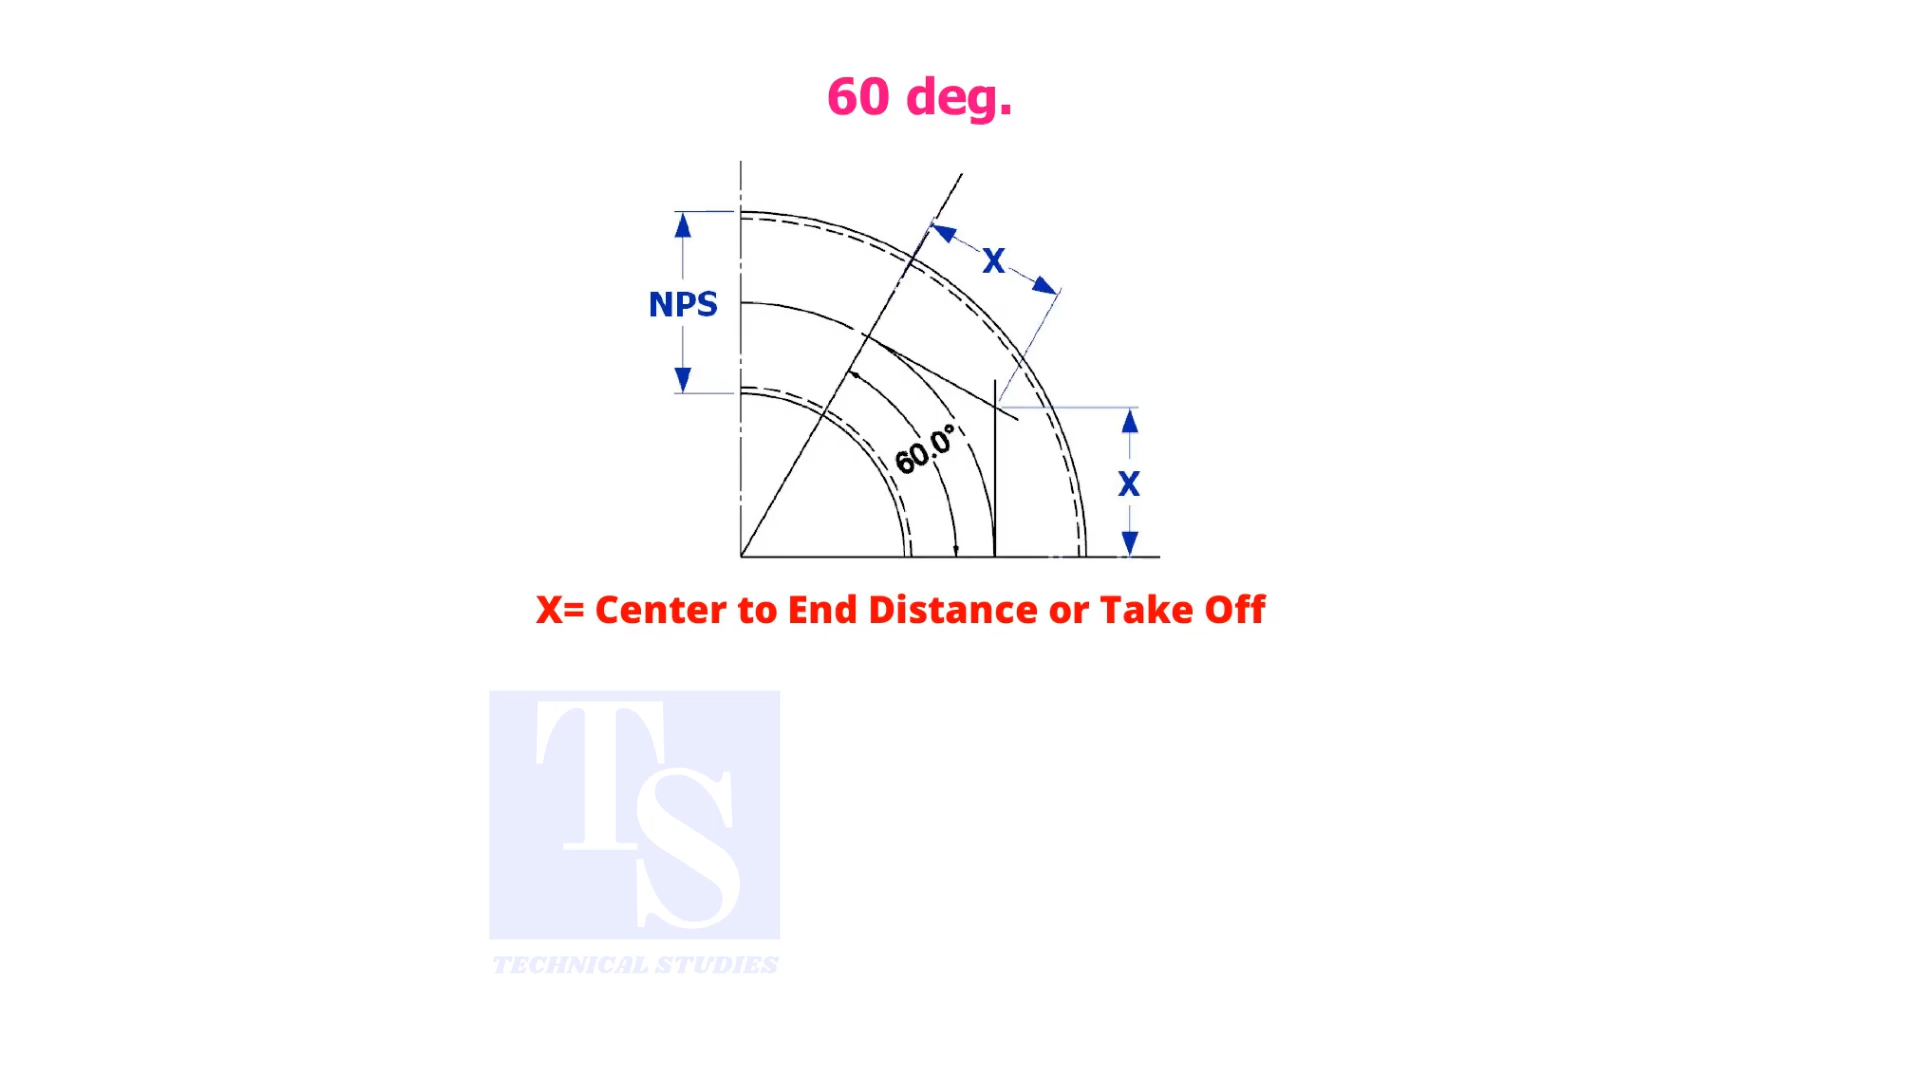 60 deg.
X
NPS
60.0°
X
X= Center to End Distance or Take Off
TS
TECHNICAL STUDIES